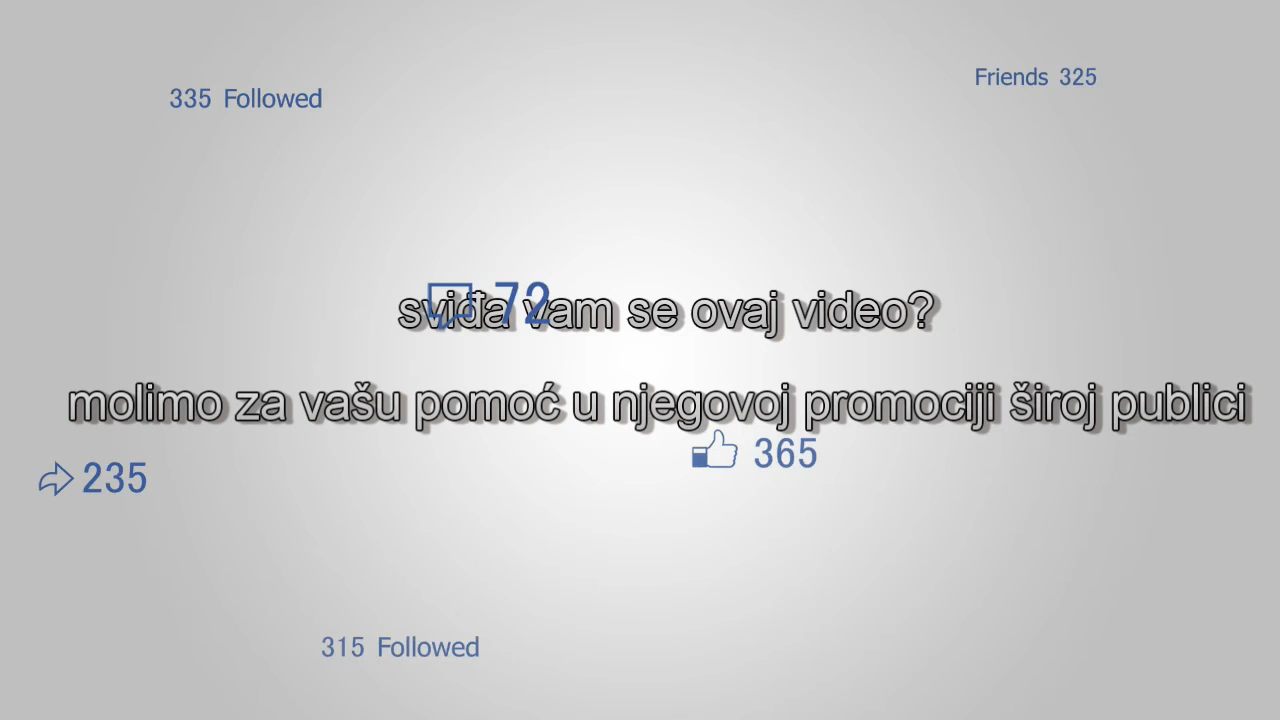 Friends 325
335 Followed
72
sviđa vam se ovaj video?
molimo za vašu pomoć u njegovoj promociji široj publici
365
235
315 Followed